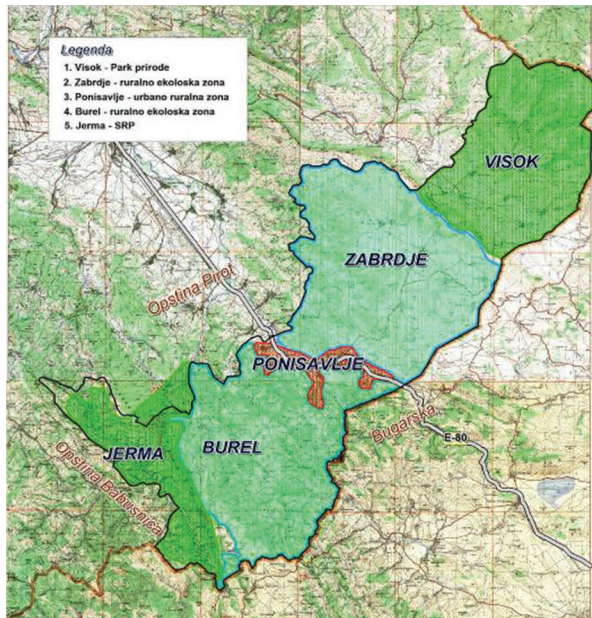 Legenda
1. Visok - Park prirode
2. Zabrdje - ruralno ekoloska zona
3. Ponisavlje - urbano ruralna zona
4. Burel - ruralno ekoloska zona
5. Jerma - SRP
VISOK
ZABRDJE
Opstina Pirot
PONISAVLJE
Bugarska
E-80
JERMA
BUREL
Opstina Babusnica